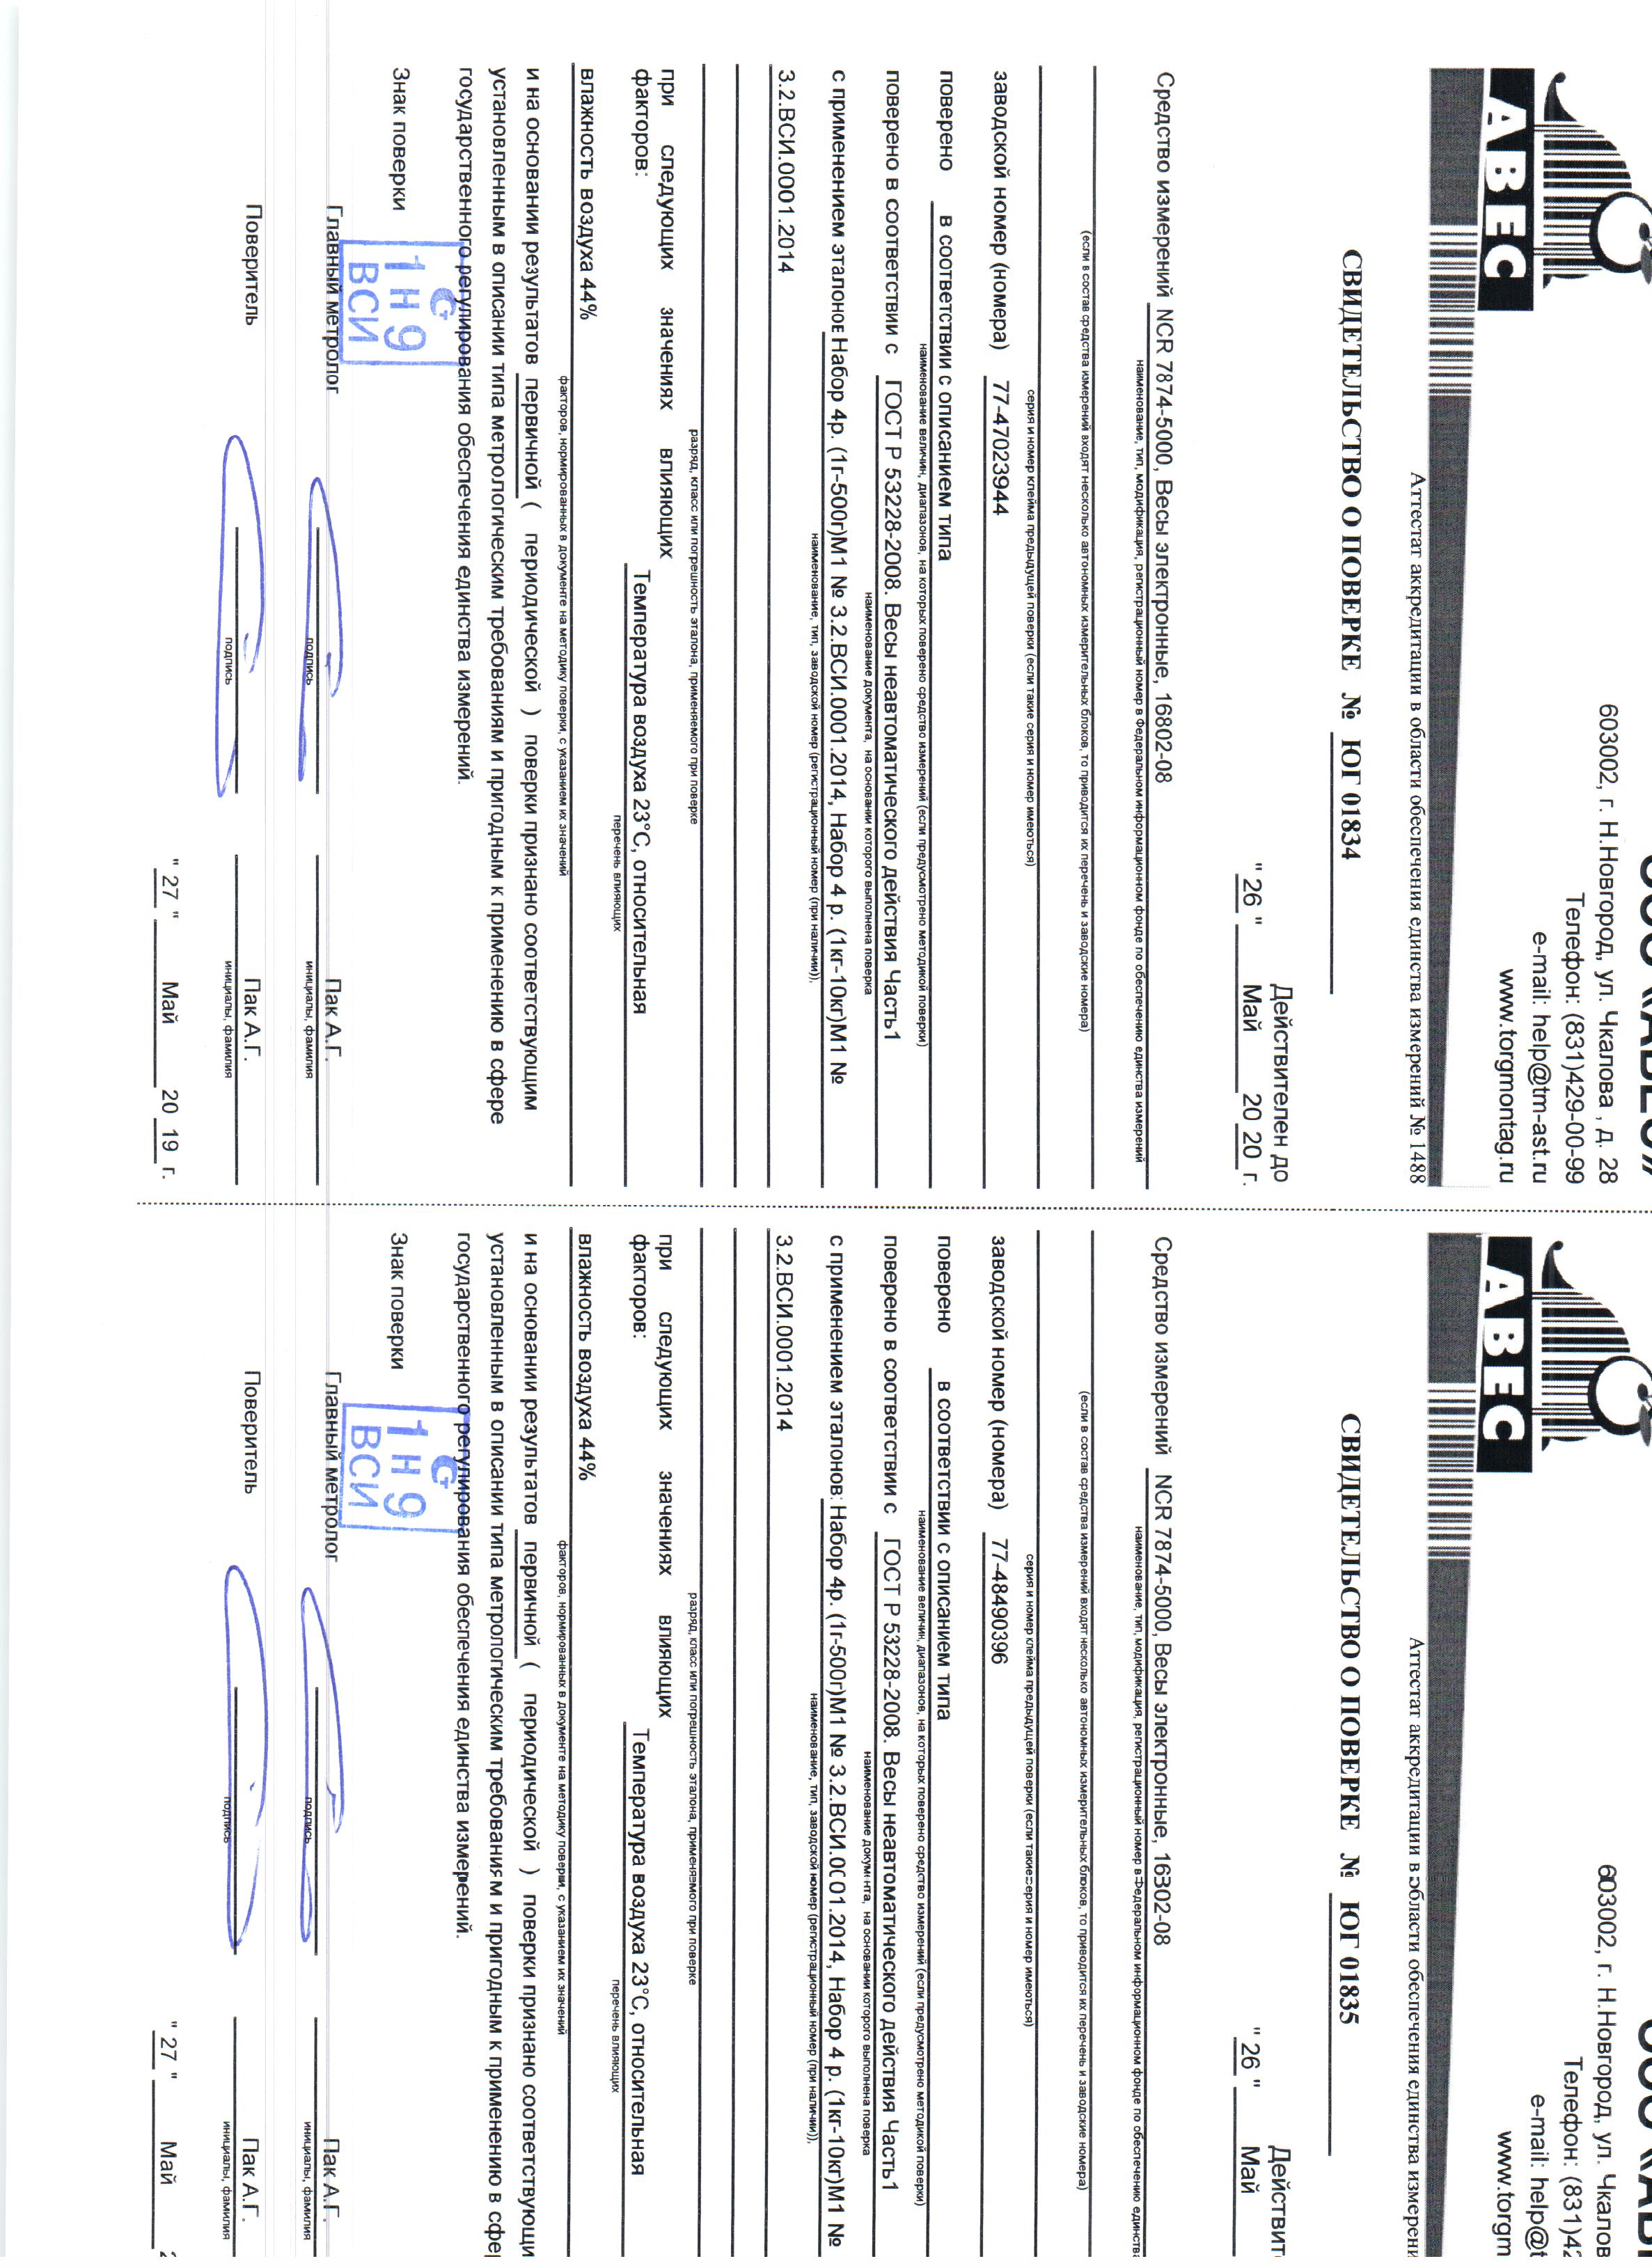 АВЕС
603002, г. Н.Новгород, ул. Чкалова , д. 28
Телефон: (831)429-00-99
e-mail: help@tm-ast.ru
www.torgmontag.ru
Аттестат аккредитации в области обеспечения единства измерений № 1488
СВИДЕТЕЛЬСТВО О ПОВЕРКЕ № ЮГ 01834
Действителен до
" 26 " Май 20 20 г.
Средство измерений NCR 7874-5000, Весы электронные, 16802-08
наименование, тип, модификация, регистрационный номер в Федеральном информационном фонде по обеспечению единства измерений
(если в состав средства измерений входят несколько автономных измерительных блоков, то приводится их перечень и заводские номера)
серия и номер клейма предыдущей поверки (если такие серия и номер имеються)
заводской номер (номера) 77-47023944
поверено в соответствии с описанием типа
наименование величин, диапазонов, на которых поверено средство измерений (если предусмотрено методикой поверки)
поверено в соответствии с ГОСТ Р 53228-2008. Весы неавтоматического действия Часть1
наименование документа, на основании которого выполнена поверка
с применением эталоное Набор 4р. (1г-500г)М1 № 3.2.ВСИ.0001.2014, Набор 4 р. (1кг-10кг)М1 №
наименование, тип, заводской номер (регистрационный номер (при наличии)),
3.2.ВСИ.0001.2014
разряд, класс или погрешность эталона, применяемого при поверке
при следующих значениях влияющих
факторов: Температура воздуха 23°С, относительная
перечень влияющих
влажность воздуха 44%
факторов, нормированных в документе на методику поверки, с указанием их значений
и на основании результатов первичной ( периодической ) поверки признано соответствующим
установленным в описании типа метрологическим требованиям и пригодным к применению в сфере
государственного регулирования обеспечения единства измерений.
Знак поверки
1 Н 9
ВСИ
Главный метролог Пак А.Г.
подпись инициалы, фамилия
Поверитель Пак А.Г.
подпись инициалы, фамилия
" 27 " Май 20 19 г.
АВЕС
603002, г. Н.Новгород, ул. Чкалов
Телефон: (831)42
e-mail: help@t
www.torgm
Аттестат аккредитации в области обеспечения единства измерени
СВИДЕТЕЛЬСТВО О ПОВЕРКЕ № ЮГ 01835
Действит
" 26 " Май
Средство измерений NCR 7874-5000, Весы электронные, 16802-08
наименование, тип, модификация, регистрационный номер в Федеральном информационном фонде по обеспечению единства
(если в состав средства измерений входят несколько автономных измерительных блоков, то приводится их перечень и заводские номера)
серия и номер клейма предыдущей поверки (если такие серия и номер имеються)
заводской номер (номера) 77-48490396
поверено в соответствии с описанием типа
наименование величин, диапазонов, на которых поверено средство измерений (если предусмотрено методикой поверки)
поверено в соответствии с ГОСТ Р 53228-2008. Весы неавтоматического действия Часть1
наименование документа, на основании которого выполнена поверка
с применением эталонов: Набор 4р. (1г-500г)М1 № 3.2.ВСИ.0001.2014, Набор 4 р. (1кг-10кг)М1 №
наименование, тип, заводской номер (регистрационный номер (при наличии)),
3.2.ВСИ.0001.2014
разряд, класс или погрешность эталона, применяемого при поверке
при следующих значениях влияющих
факторов: Температура воздуха 23°С, относительная
перечень влияющих
влажность воздуха 44%
факторов, нормированных в документе на методику поверки, с указанием их значений
и на основании результатов первичной ( периодической ) поверки признано соответствующи
установленным в описании типа метрологическим требованиям и пригодным к применению в сфер
государственного регулирования обеспечения единства измерений.
Знак поверки
1 Н 9
ВСИ
Главный метролог Пак А.Г.
подпись инициалы, фамилия
Поверитель Пак А.Г.
подпись инициалы, фамилия
" 27 " Май